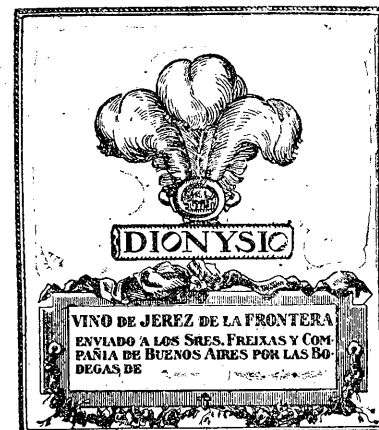 DIONYSIO
VINO DE JEREZ DE LA FRONTERA
ENVIADO A LOS SRES. FREIXAS Y COM-
PAÑIA DE BUENOS AIRES POR LAS BO-
DEGAS DE